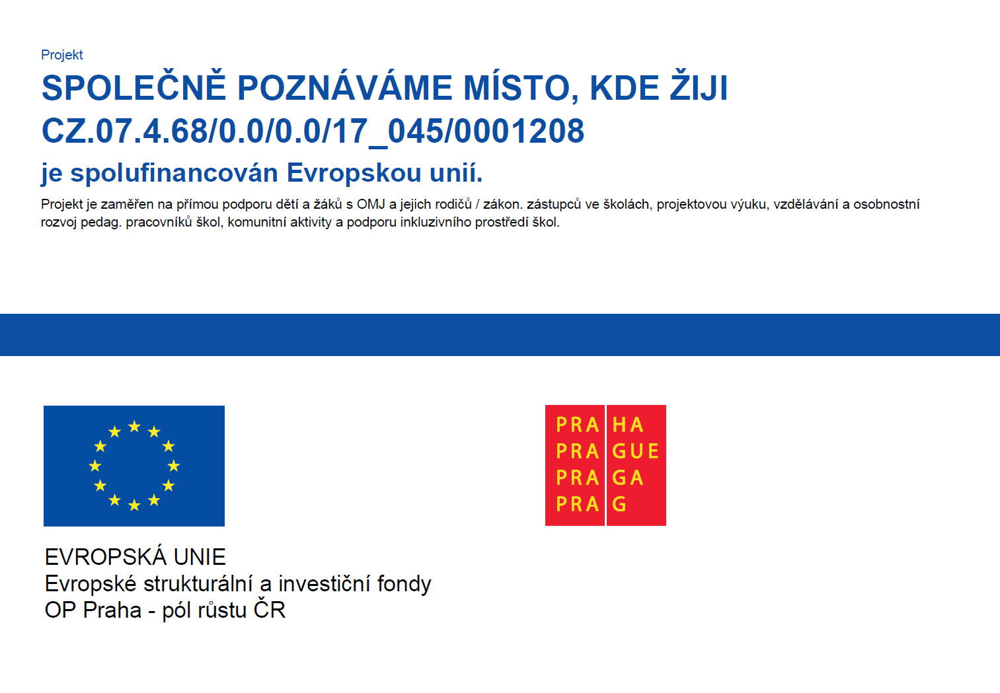 Projekt
SPOLEČNĚ POZNÁVÁME MÍSTO, KDE ŽIJI
CZ.07.4.68/0.0/0.0/17_045/0001208
je spolufinancován Evropskou unií.
Projekt je zaměřen na přímou podporu dětí a žáků s OMJ a jejich rodičů / zákon. zástupců ve školách, projektovou výuku, vzdělávání a osobnostní
rozvoj pedag. pracovníků škol, komunitní aktivity a podporu inkluzivního prostředí škol.
PRA HA
PRA GUE
PRA GA
PRA G
EVROPSKÁ UNIE
Evropské strukturální a investiční fondy
OP Praha - pól růstu ČR